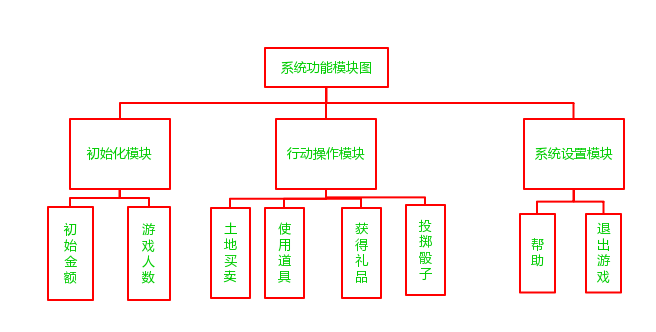 系统功能模块图
初始化模块
行动操作模块
系统设置模块
初始金额
游戏人数
土地买卖
使用道具
获得礼品
投掷骰子
帮助
退出游戏